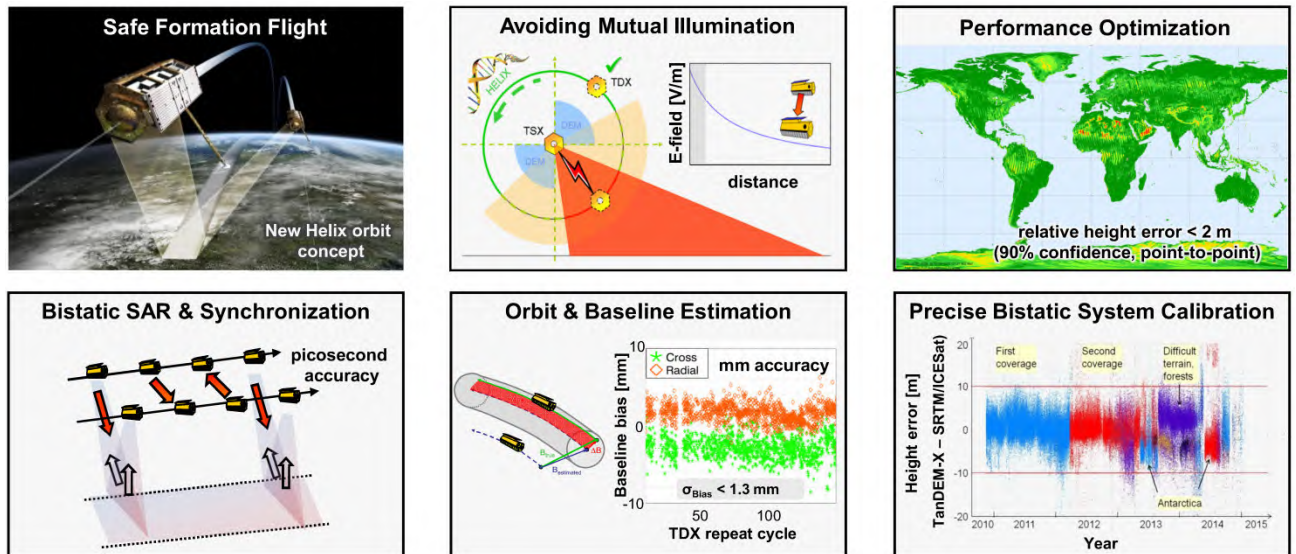 Safe Formation Flight
New Helix orbit
concept
Avoiding Mutual Illumination
HELIX
TDX
TSX
DEM
DEM
E-field [V/m]
distance
Performance Optimization
relative height error < 2 m
(90% confidence, point-to-point)
Bistatic SAR & Synchronization
picosecond
accuracy
Orbit & Baseline Estimation
Cross
Radial
mm accuracy
Baseline bias [mm]
10
0
-10
σBias < 1.3 mm
50
100
TDX repeat cycle
ΔB
Btrue
Bestimated
Precise Bistatic System Calibration
Height error [m]
TanDEM-X – SRTM/ICESat)
20
10
0
-10
-20
First
coverage
Second
coverage
Difficult
terrain,
forests
Antarctica
2010
2011
2012
2013
2014
2015
Year